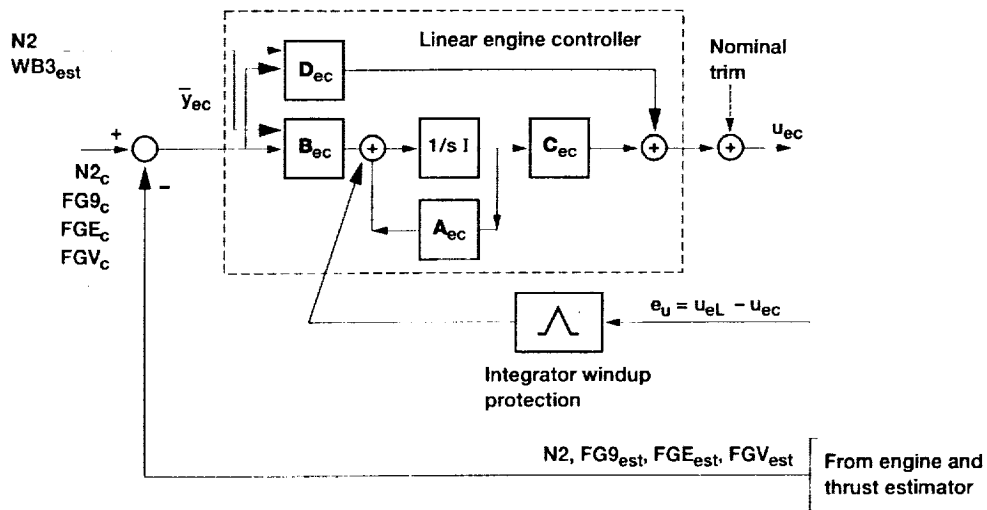 N2
WB3est
Linear engine controller
Nominal
trim
Dec
ȳec
uec
+
Bec
+
1/s I
Cec
+
+
−
N2c
FG9c
FGEc
FGVc
Aec
eu = ueL − uec
Λ
Integrator windup
protection
N2, FG9est, FGEest, FGVest
From engine and
thrust estimator